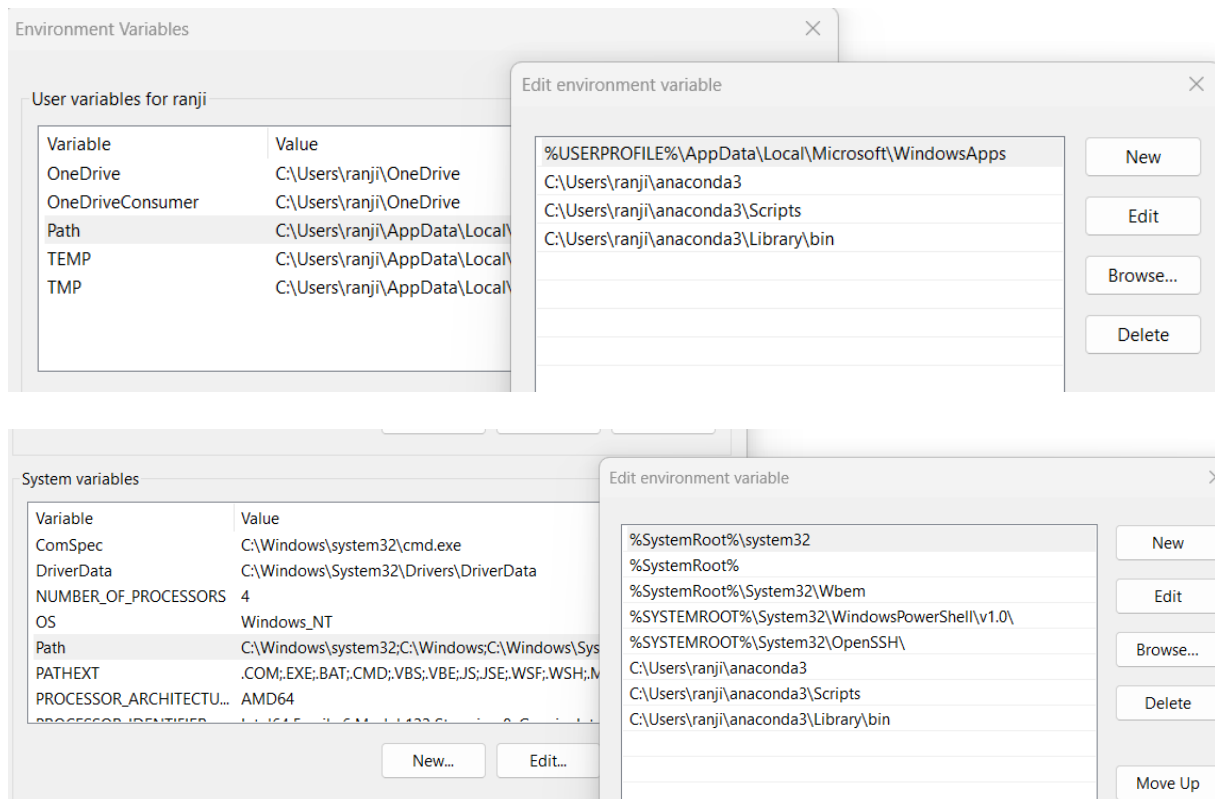 Environment Variables
Edit environment variable
User variables for ranji
Variable Value
OneDrive C:\Users\ranji\OneDrive
OneDriveConsumer C:\Users\ranji\OneDrive
Path C:\Users\ranji\AppData\Local\
TEMP C:\Users\ranji\AppData\Local\
TMP C:\Users\ranji\AppData\Local\
%USERPROFILE%\AppData\Local\Microsoft\WindowsApps
C:\Users\ranji\anaconda3
C:\Users\ranji\anaconda3\Scripts
C:\Users\ranji\anaconda3\Library\bin
New
Edit
Browse...
Delete
System variables
Edit environment variable
Variable Value
ComSpec C:\Windows\system32\cmd.exe
DriverData C:\Windows\System32\Drivers\DriverData
NUMBER_OF_PROCESSORS 4
OS Windows_NT
Path C:\Windows\system32;C:\Windows;C:\Windows\Sys
PATHEXT .COM;.EXE;.BAT;.CMD;.VBS;.VBE;.JS;.JSE;.WSF;.WSH;.M
PROCESSOR_ARCHITECTU... AMD64
New...
Edit...
%SystemRoot%\system32
%SystemRoot%
%SystemRoot%\System32\Wbem
%SYSTEMROOT%\System32\WindowsPowerShell\v1.0\
%SYSTEMROOT%\System32\OpenSSH\
C:\Users\ranji\anaconda3
C:\Users\ranji\anaconda3\Scripts
C:\Users\ranji\anaconda3\Library\bin
New
Edit
Browse...
Delete
Move Up